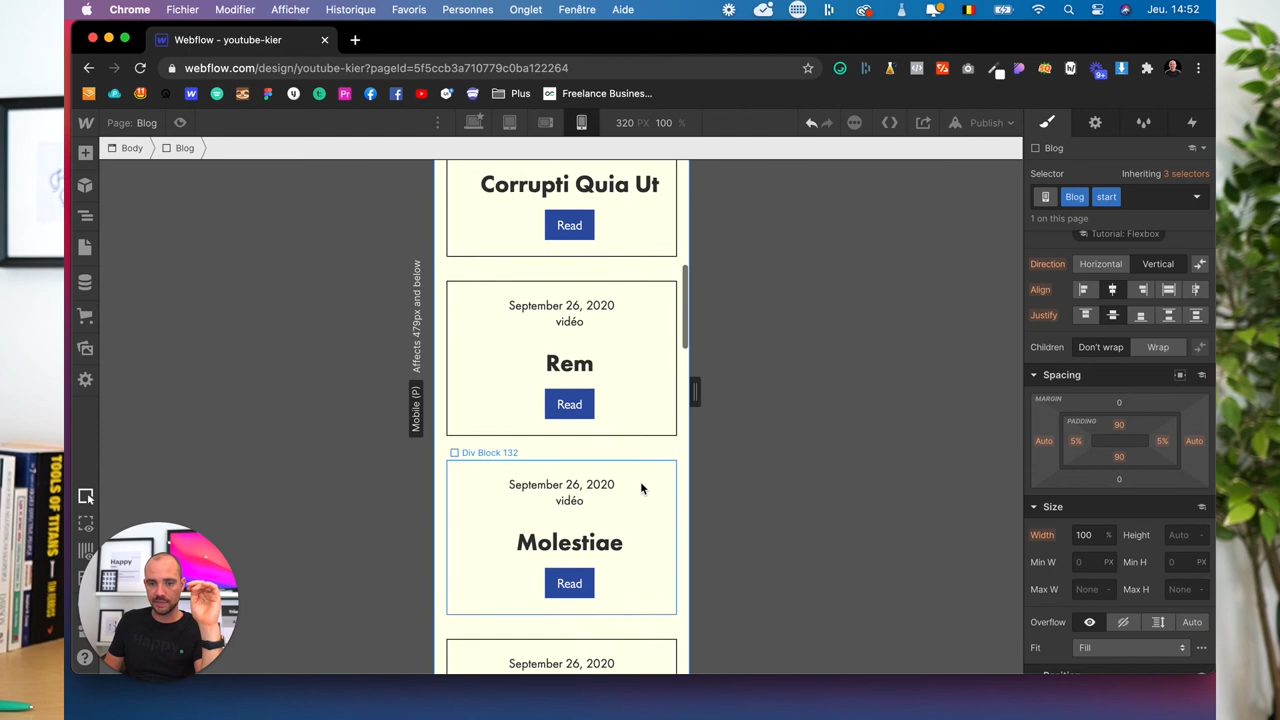 Chrome Fichier Modifier Afficher Historique Favoris Personnes Onglet Fenêtre Aide Jeu. 14:52
Webflow - youtube-kier
webflow.com/design/youtube-kier?pageId=5f5ccb3a710779c0ba122264
Plus Freelance Busines...
Page: Blog 320 PX 100 % Publish
Body Blog
Blog
Selector Inheriting 3 selectors
Blog start
1 on this page
Tutorial: Flexbox
Direction Horizontal Vertical
Align
Justify
Children Don't wrap Wrap
Spacing
MARGIN 0
PADDING 90
Auto 5% 5% Auto
90
0
Size
Width 100 % Height Auto -
Min W 0 PX Min H 0 PX
Max W None - Max H None -
Overflow Auto
Fit Fill
Affects 479px and below
Mobile (P)
Corrupti Quia Ut
Read
September 26, 2020
vidéo
Rem
Read
Div Block 132
September 26, 2020
vidéo
Molestiae
Read
September 26, 2020
TOOLS OF TITANS
Happy